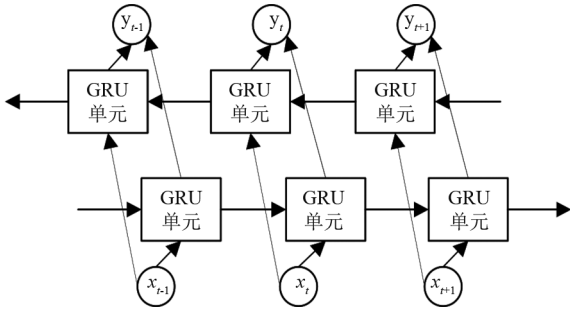 y_{t-1} y_t y_{t+1}
GRU GRU GRU
单元 单元 单元
GRU GRU GRU
单元 单元 单元
x_{t-1} x_t x_{t+1}